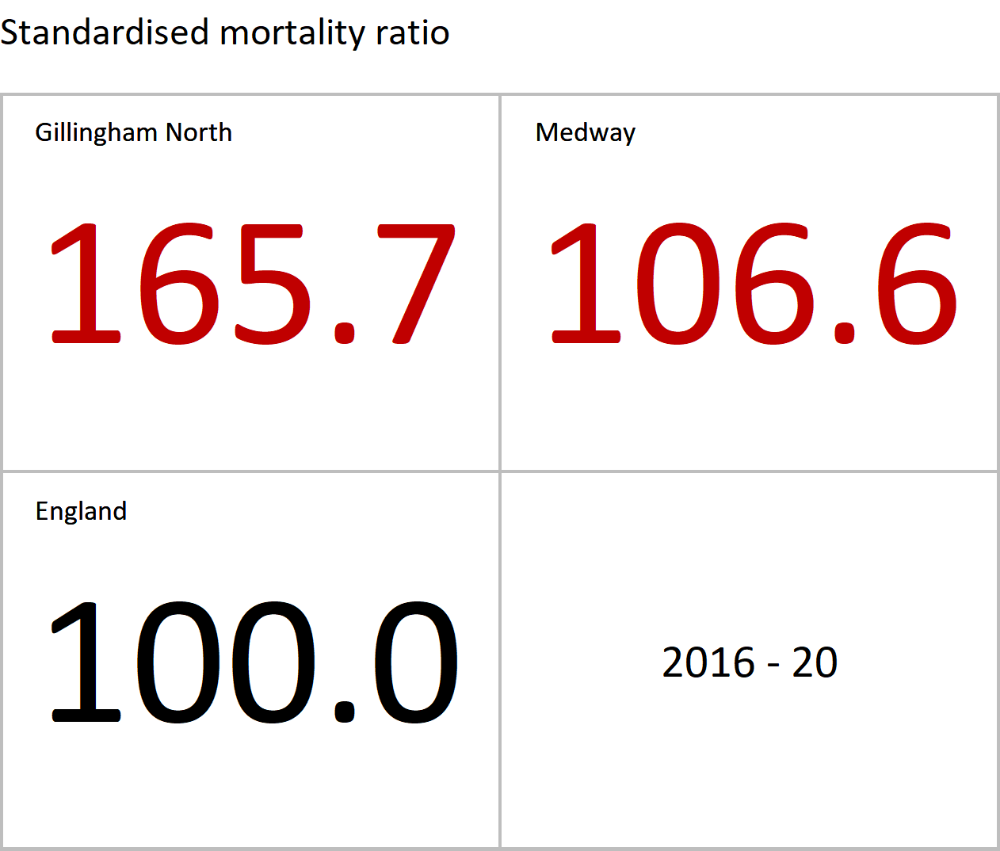 Standardised mortality ratio
Gillingham North
165.7
Medway
106.6
England
100.0
2016 - 20